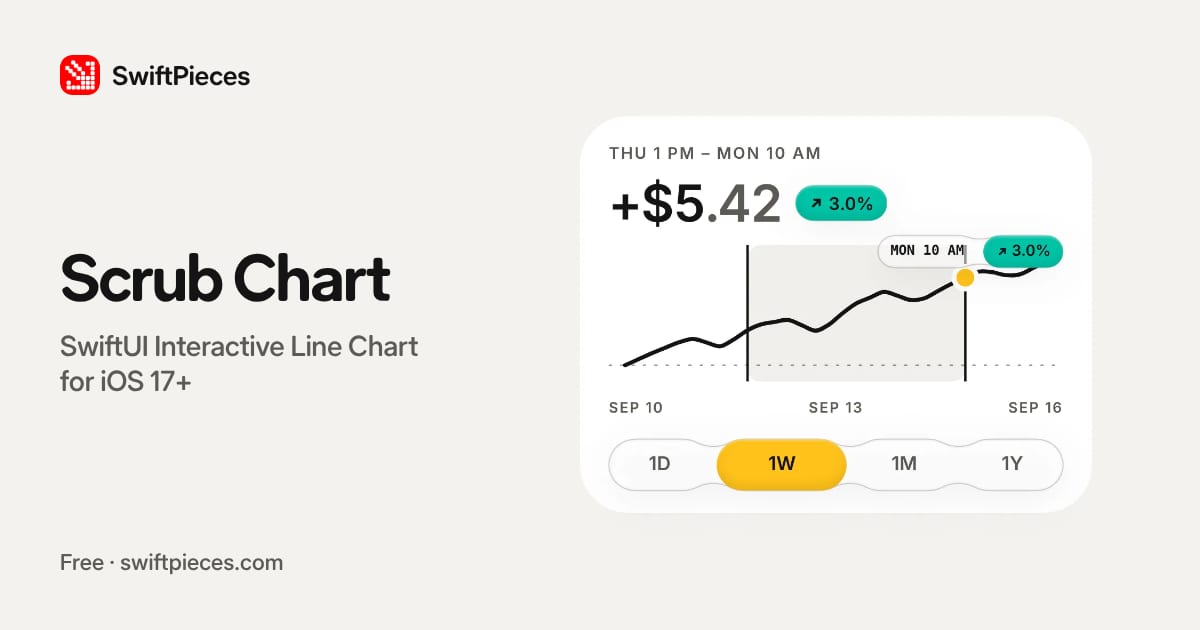 SwiftPieces
Scrub Chart
SwiftUI Interactive Line Chart
for iOS 17+
Free · swiftpieces.com
THU 1 PM – MON 10 AM
+$5.42 ↗ 3.0%
MON 10 AM ↗ 3.0%
SEP 10 SEP 13 SEP 16
1D 1W 1M 1Y